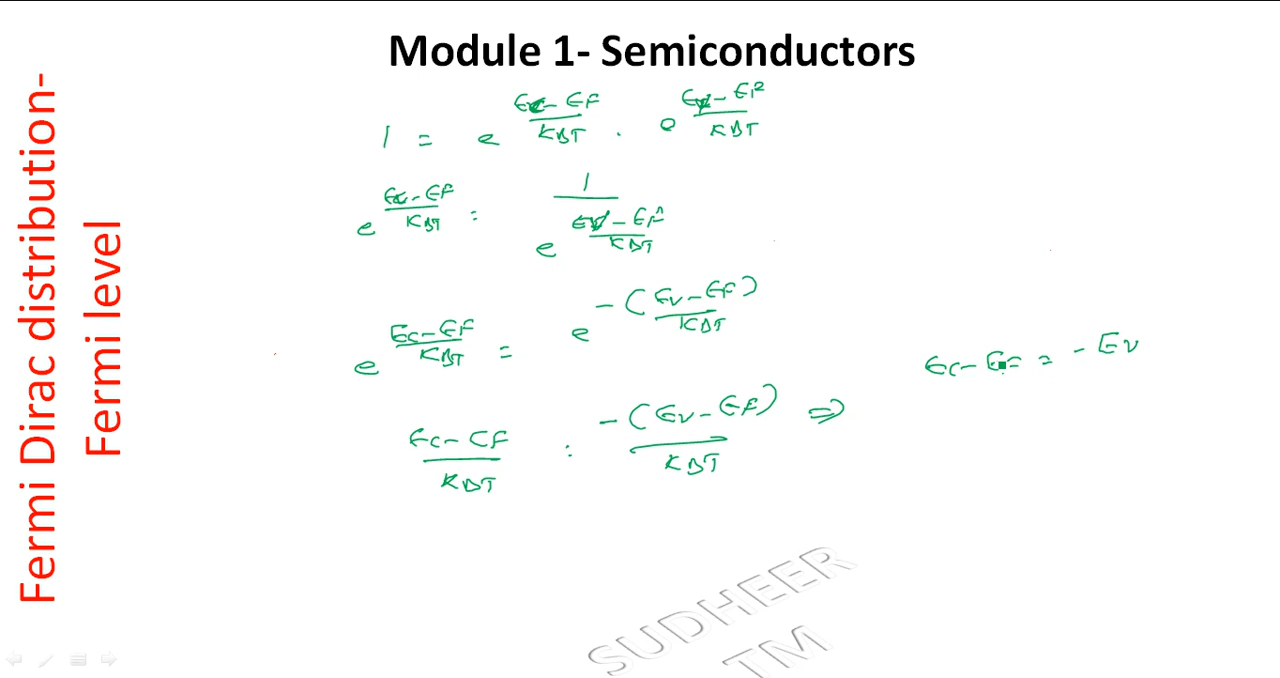 Module 1- Semiconductors
Fermi Dirac distribution-
Fermi level
1 = e^{(Ec-EF)/KBT} . e^{(Ev-EF)/KBT}
e^{(Ec-EF)/KBT} = 1/e^{(Ev-EF)/KBT}
e^{(Ec-EF)/KBT} = e^{-(Ev-EF)/KBT}
(Ec-EF)/KBT = -(Ev-EF)/KBT ⇒
Ec-EF = -Ev
SUDHEER
TM